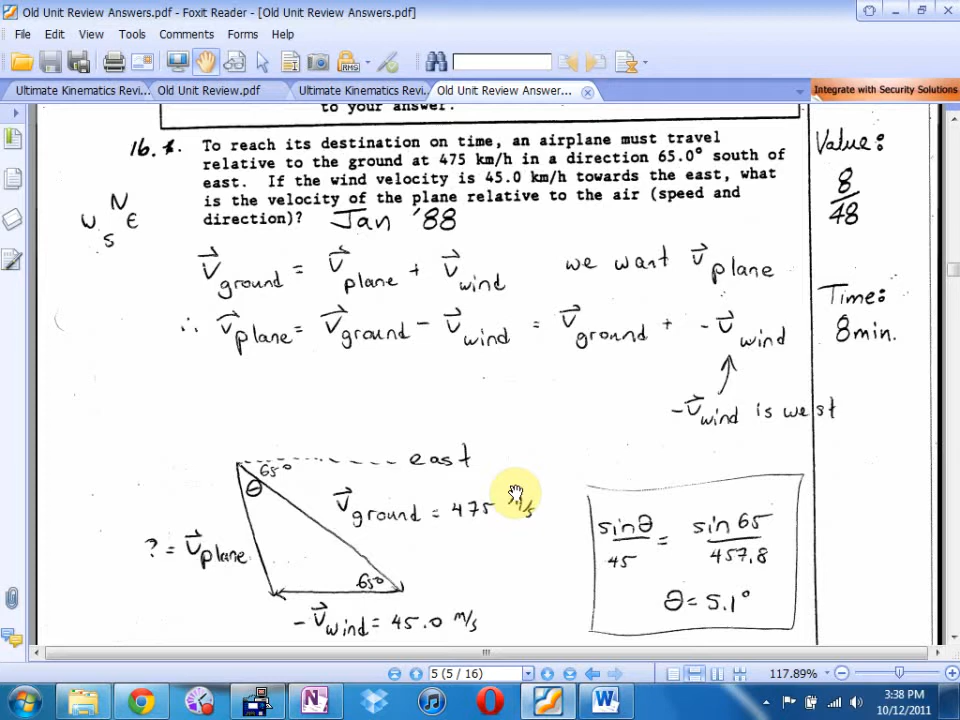 Old Unit Review Answers.pdf - Foxit Reader - [Old Unit Review Answers.pdf]
File Edit View Tools Comments Forms Help
Ultimate Kinematics Revi... Old Unit Review.pdf Ultimate Kinematics Revi... Old Unit Review Answer... Integrate with Security Solutions
to your answer.
16. To reach its destination on time, an airplane must travel
relative to the ground at 475 km/h in a direction 65.0° south of
east. If the wind velocity is 45.0 km/h towards the east, what
is the velocity of the plane relative to the air (speed and
direction)? Jan '88
Value:
8/48
N
W E
S
V⃗ground = V⃗plane + V⃗wind we want V⃗plane
∴ V⃗plane = V⃗ground - V⃗wind = V⃗ground + -V⃗wind
Time:
8min.
-V⃗wind is west
east
65°
θ
V⃗ground = 475 m/s
? = V⃗plane
65°
-V⃗wind = 45.0 m/s
sinθ/45 = sin65/457.8
θ = 5.1°
5 (5 / 16) 117.89%
3:38 PM
10/12/2011